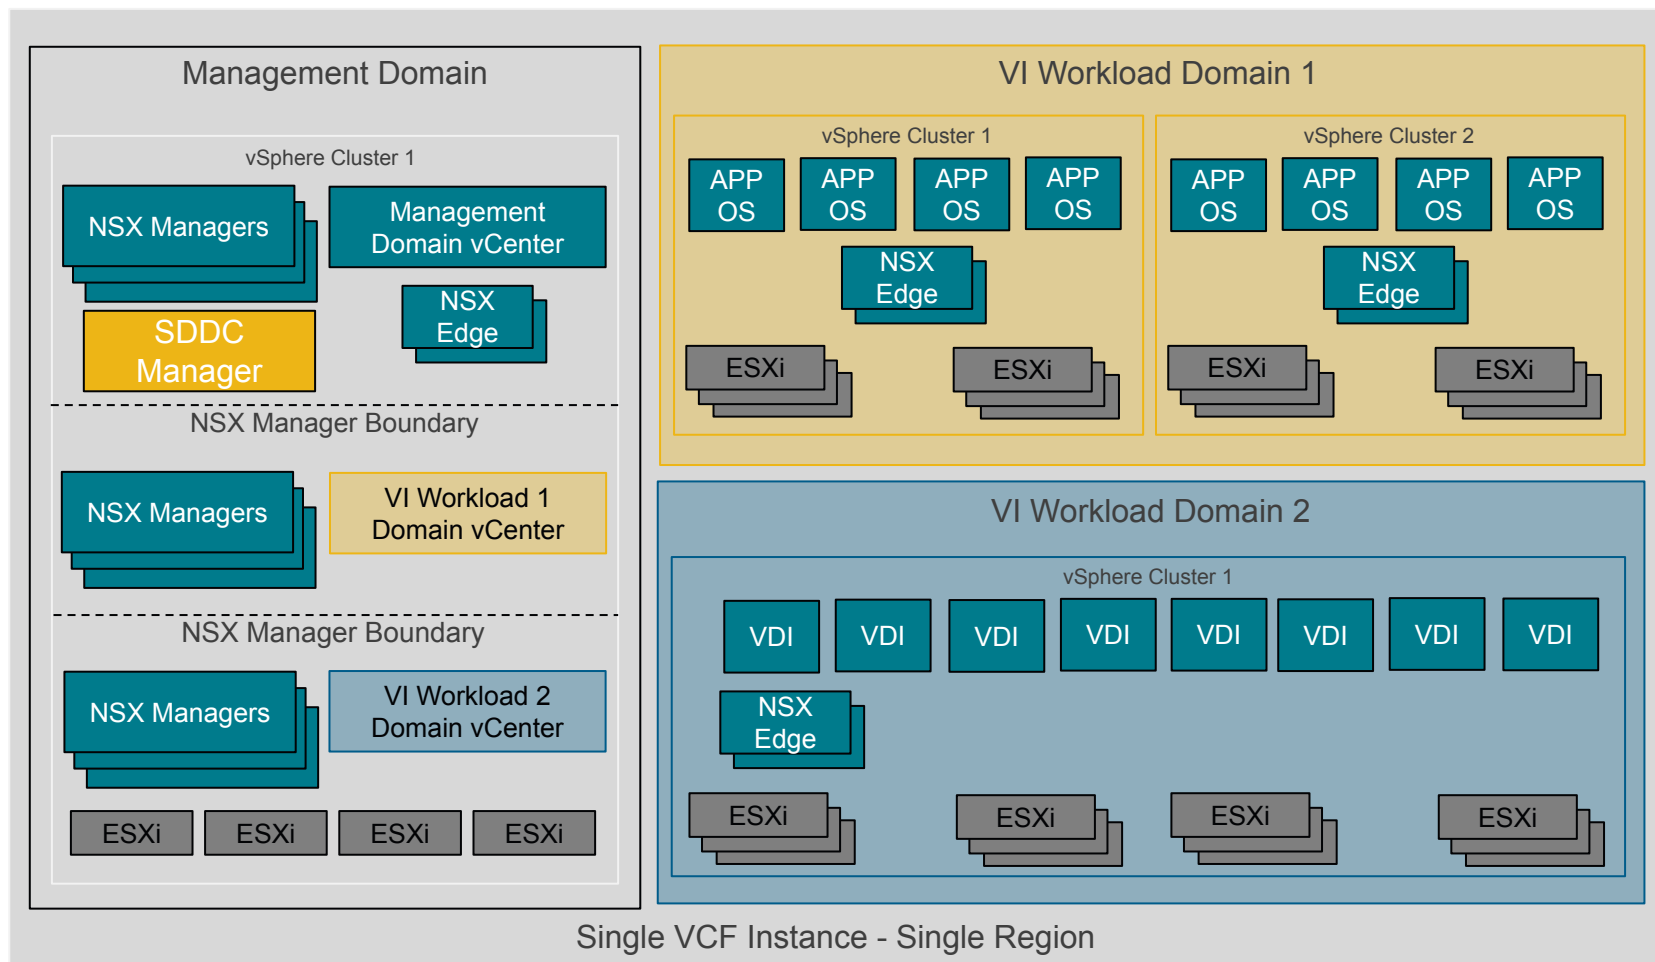 Management Domain
vSphere Cluster 1
NSX Managers
Management
Domain vCenter
NSX
Edge
SDDC
Manager
NSX Manager Boundary
NSX Managers
VI Workload 1
Domain vCenter
NSX Manager Boundary
NSX Managers
VI Workload 2
Domain vCenter
ESXi
ESXi
ESXi
ESXi
VI Workload Domain 1
vSphere Cluster 1
APP
OS
APP
OS
APP
OS
APP
OS
NSX
Edge
ESXi
ESXi
vSphere Cluster 2
APP
OS
APP
OS
APP
OS
APP
OS
NSX
Edge
ESXi
ESXi
VI Workload Domain 2
vSphere Cluster 1
VDI
VDI
VDI
VDI
VDI
VDI
VDI
VDI
NSX
Edge
ESXi
ESXi
ESXi
ESXi
Single VCF Instance - Single Region